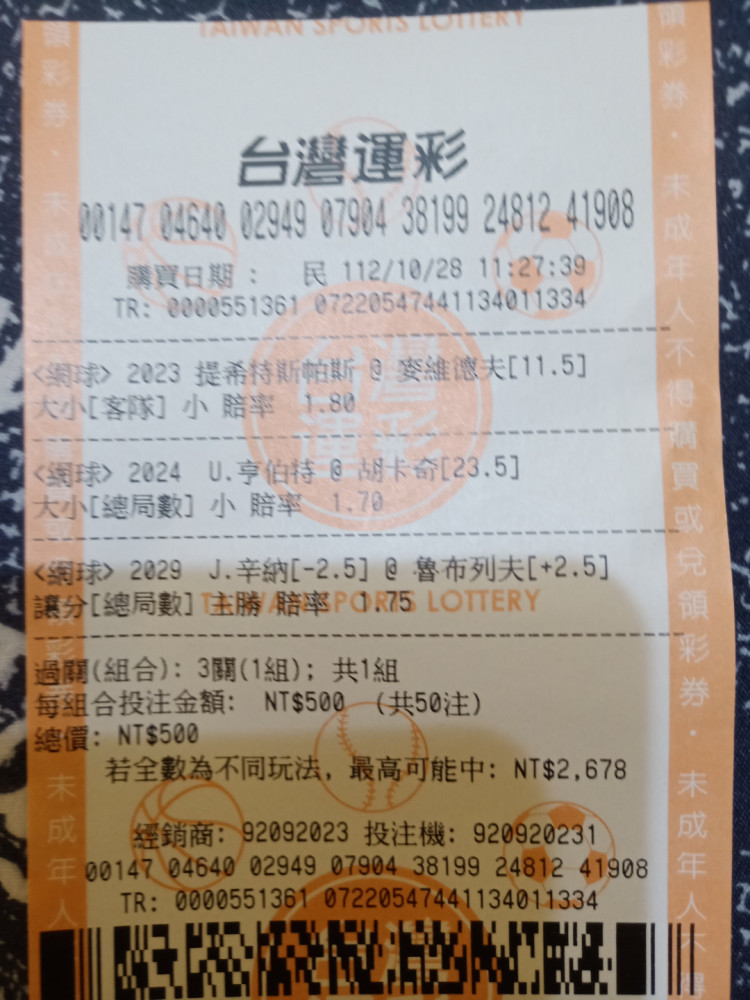 TAIWAN SPORTS LOTTERY
台灣運彩
00147 04640 02949 07904 38199 24812 41908
購買日期： 民 112/10/28 11:27:39
TR: 0000551361 07220547441134011334
<網球> 2023 提希特斯帕斯 @ 麥維德夫[11.5]
大小[客隊] 小 賠率 1.80
<網球> 2024 U.亨伯特 @ 胡卡奇[23.5]
大小[總局數] 小 賠率 1.70
<網球> 2029 J.辛納[-2.5] @ 魯布列夫[+2.5]
讓分[總局數] 主勝 賠率 1.75
TAIWAN SPORTS LOTTERY
過關(組合): 3關(1組); 共1組
每組合投注金額: NT$500 (共50注)
總價: NT$500
若全數為不同玩法, 最高可能中: NT$2,678
經銷商: 92092023 投注機: 920920231
00147 04640 02949 07904 38199 24812 41908
TR: 0000551361 07220547441134011334
領彩券・未成年人不得購買或兌領彩券・未成年人不得